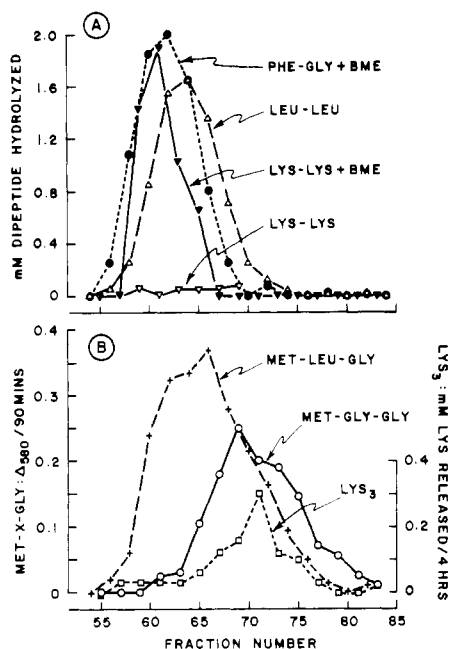 A
2.0
1.6
1.2
0.8
0.4
0
mM DIPEPTIDE HYDROLYZED
PHE-GLY+BME
LEU-LEU
LYS-LYS+BME
LYS-LYS
B
0.4
0.3
0.2
0.1
0
MET-X-GLY: Δ580/90 MINS
MET-LEU-GLY
MET-GLY-GLY
LYS3
0.4
0.2
0
LYS3: mM LYS RELEASED/4 HRS
55 60 65 70 75 80 85
FRACTION NUMBER